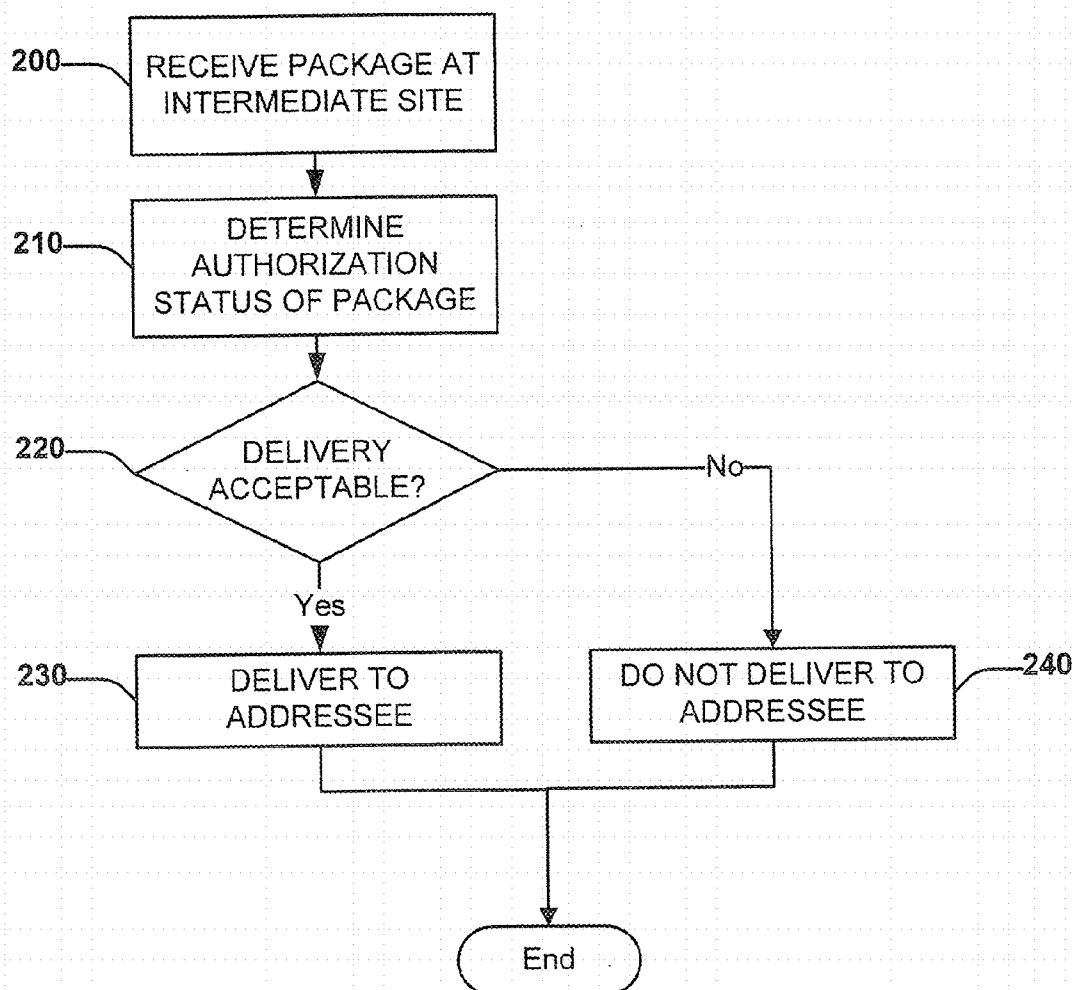 200
RECEIVE PACKAGE AT
INTERMEDIATE SITE
210
DETERMINE
AUTHORIZATION
STATUS OF PACKAGE
220
DELIVERY
ACCEPTABLE?
No
Yes
230
DELIVER TO
ADDRESSEE
DO NOT DELIVER TO
ADDRESSEE
240
End